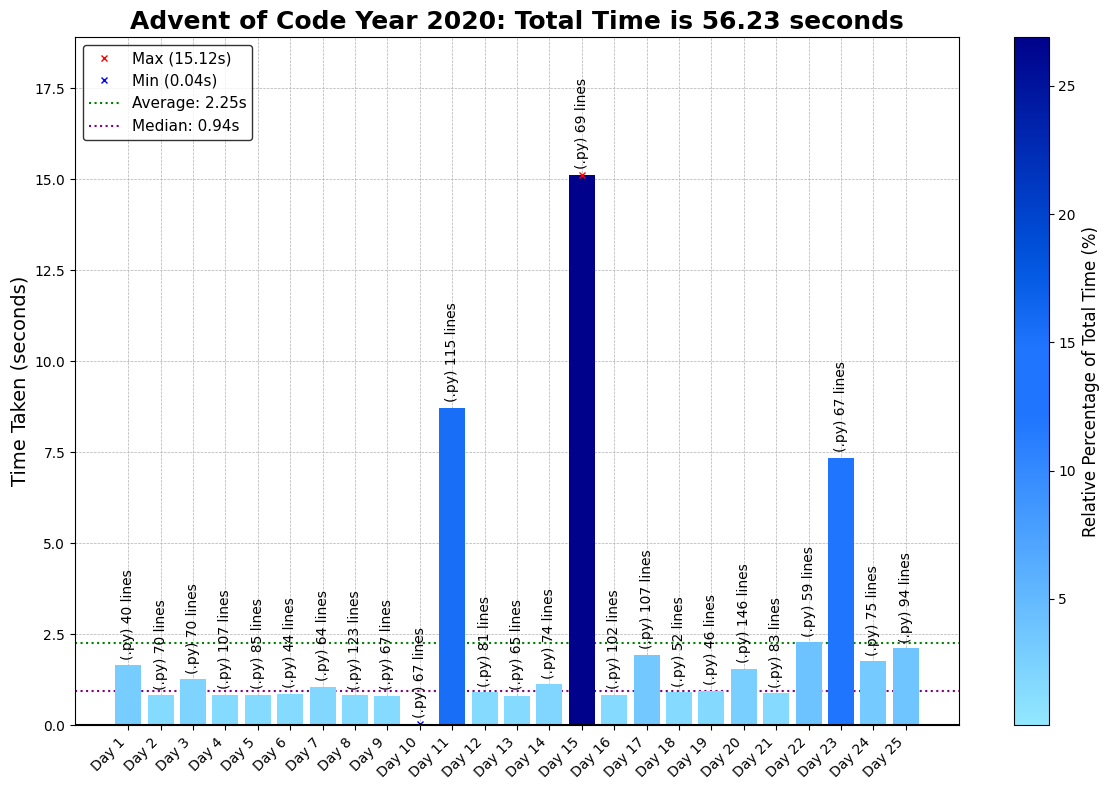 Advent of Code Year 2020: Total Time is 56.23 seconds
Max (15.12s)
Min (0.04s)
Average: 2.25s
Median: 0.94s
Time Taken (seconds)
17.5
15.0
12.5
10.0
7.5
5.0
2.5
0.0
(.py) 40 lines
(.py) 70 lines
(.py) 70 lines
(.py) 107 lines
(.py) 85 lines
(.py) 44 lines
(.py) 64 lines
(.py) 123 lines
(.py) 67 lines
(.py) 67 lines
(.py) 115 lines
(.py) 81 lines
(.py) 65 lines
(.py) 74 lines
(.py) 69 lines
(.py) 102 lines
(.py) 107 lines
(.py) 52 lines
(.py) 46 lines
(.py) 146 lines
(.py) 83 lines
(.py) 59 lines
(.py) 67 lines
(.py) 75 lines
(.py) 94 lines
Day 1
Day 2
Day 3
Day 4
Day 5
Day 6
Day 7
Day 8
Day 9
Day 10
Day 11
Day 12
Day 13
Day 14
Day 15
Day 16
Day 17
Day 18
Day 19
Day 20
Day 21
Day 22
Day 23
Day 24
Day 25
25
20
15
10
5
Relative Percentage of Total Time (%)